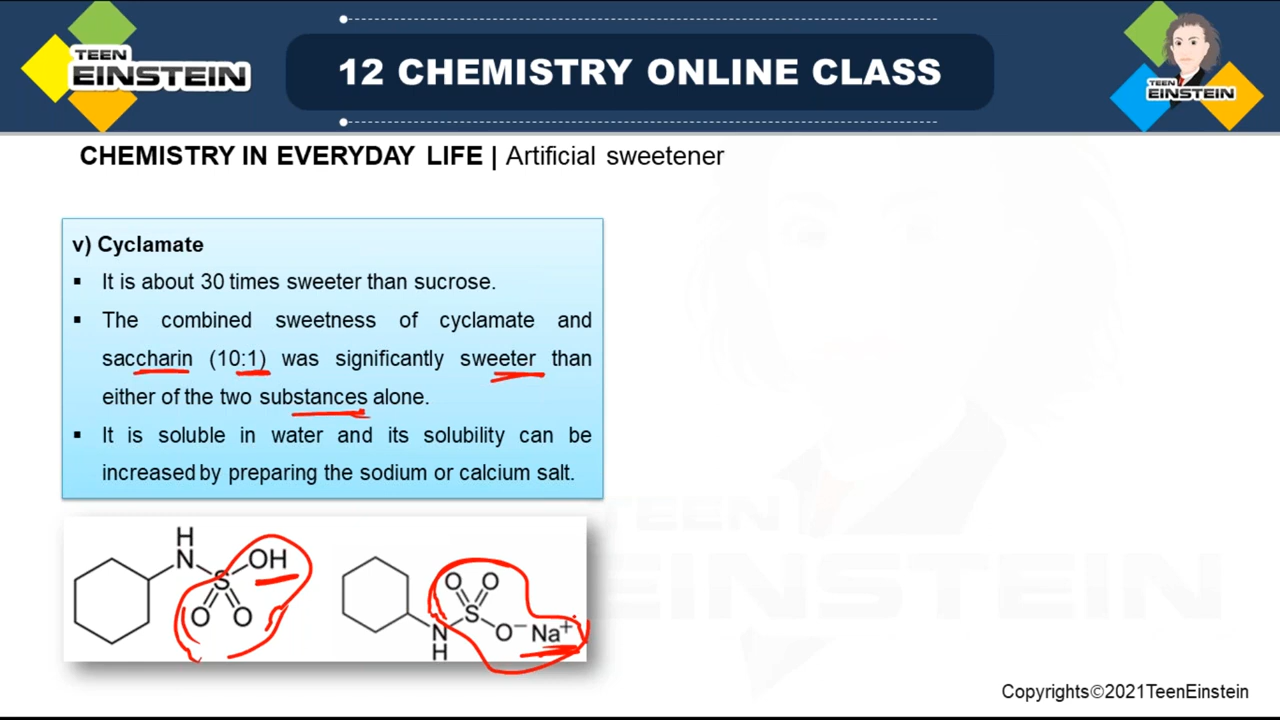 TEEN
EINSTEIN
12 CHEMISTRY ONLINE CLASS
TEEN
EINSTEIN
CHEMISTRY IN EVERYDAY LIFE | Artificial sweetener
v) Cyclamate
▪ It is about 30 times sweeter than sucrose.
▪ The combined sweetness of cyclamate and
saccharin (10:1) was significantly sweeter than
either of the two substances alone.
▪ It is soluble in water and its solubility can be
increased by preparing the sodium or calcium salt.
TEEN
EINSTEIN
H
N
OH
S
O O
O O
S
N
H
O⁻ Na⁺
Copyrights©2021TeenEinstein